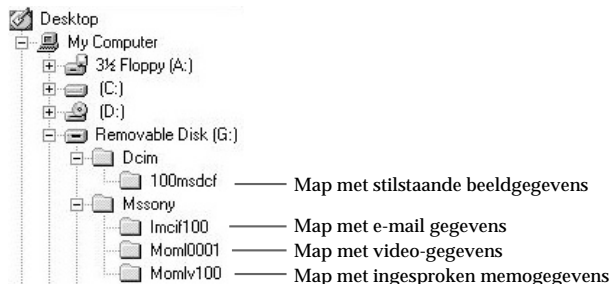 Desktop
My Computer
3½ Floppy (A:)
(C:)
(D:)
Removable Disk (G:)
Dcim
100msdcf Map met stilstaande beeldgegevens
Mssony
Imcif100 Map met e-mail gegevens
Moml0001 Map met video-gegevens
Momlv100 Map met ingesproken memogegevens